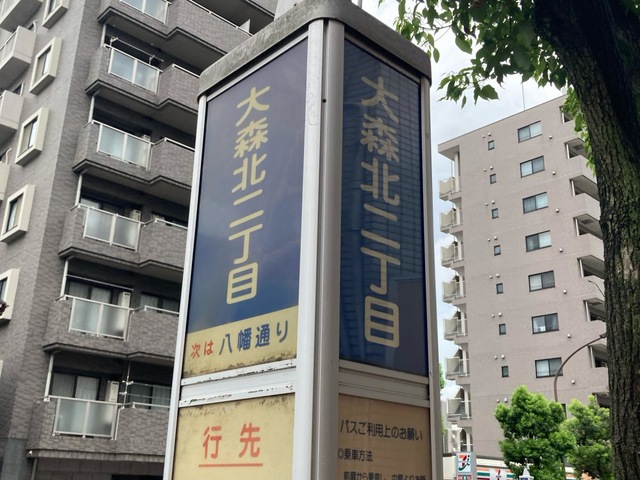 大森北二丁目
次は 八幡通り
行先
大森北二丁目
バスご利用上のお願い
◎乗車方法